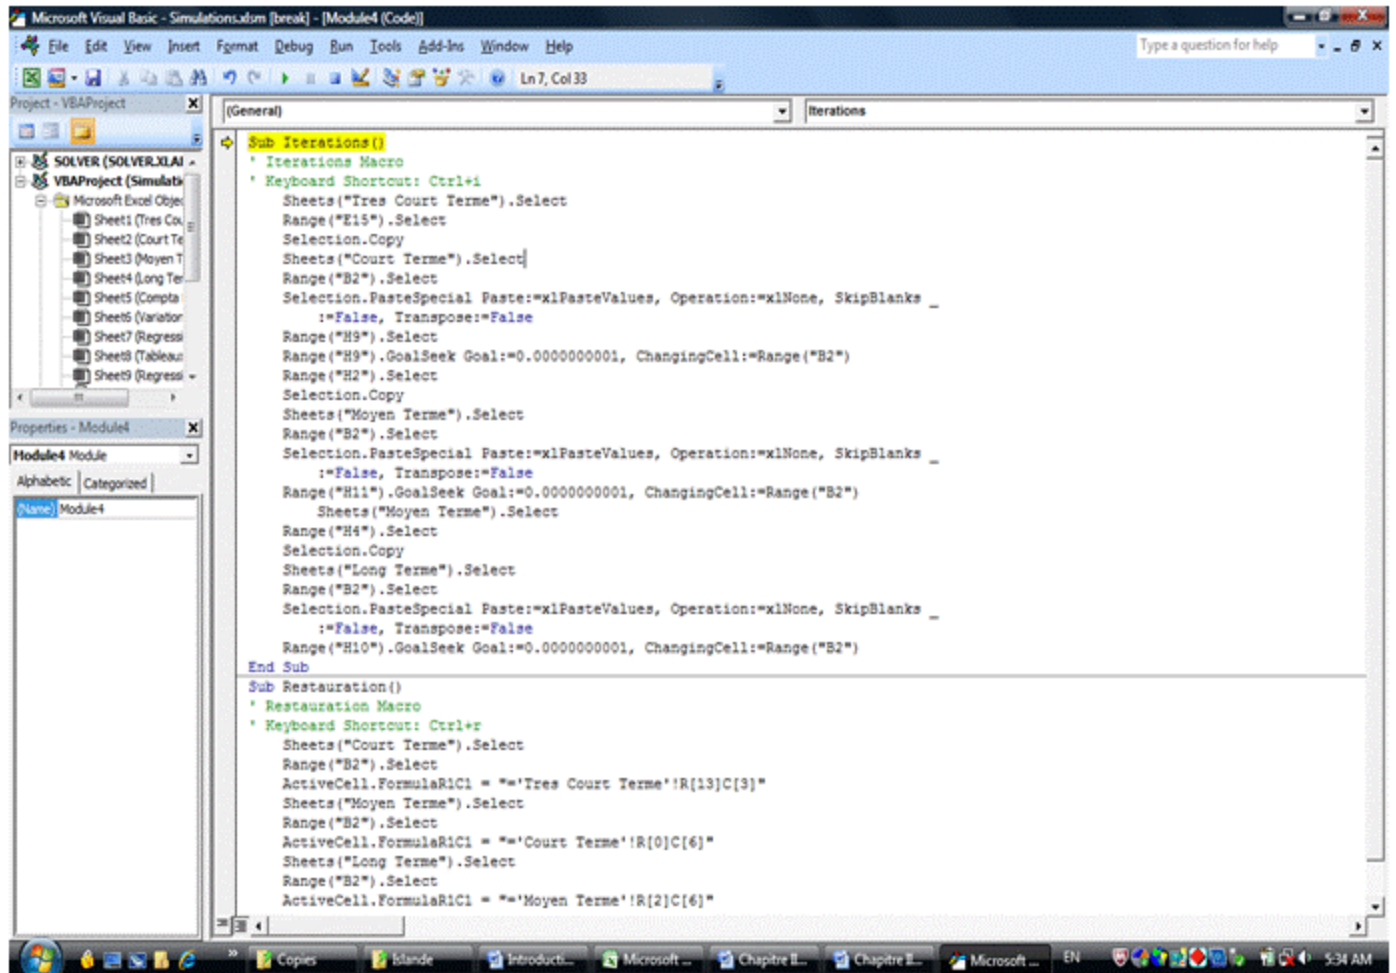 Microsoft Visual Basic - Simulations.xlsm [break] - [Module4 (Code)]
File Edit View Insert Format Debug Run Tools Add-Ins Window Help
Type a question for help
Ln 7, Col 33
Project - VBAProject
SOLVER (SOLVER.XLAI
VBAProject (Simulati
Microsoft Excel Objec
Sheet1 (Tres Cou
Sheet2 (Court Te
Sheet3 (Moyen T
Sheet4 (Long Ter
Sheet5 (Compta
Sheet6 (Variation
Sheet7 (Regressi
Sheet8 (Tableaux
Sheet9 (Regressi
Properties - Module4
Module4 Module
Alphabetic Categorized
(Name) Module4
(General) Iterations
Sub Iterations()
' Iterations Macro
' Keyboard Shortcut: Ctrl+i
Sheets("Tres Court Terme").Select
Range("E15").Select
Selection.Copy
Sheets("Court Terme").Select
Range("B2").Select
Selection.PasteSpecial Paste:=xlPasteValues, Operation:=xlNone, SkipBlanks _
:=False, Transpose:=False
Range("H9").Select
Range("H9").GoalSeek Goal:=0.0000000001, ChangingCell:=Range("B2")
Range("H2").Select
Selection.Copy
Sheets("Moyen Terme").Select
Range("B2").Select
Selection.PasteSpecial Paste:=xlPasteValues, Operation:=xlNone, SkipBlanks _
:=False, Transpose:=False
Range("H11").GoalSeek Goal:=0.0000000001, ChangingCell:=Range("B2")
Sheets("Moyen Terme").Select
Range("H4").Select
Selection.Copy
Sheets("Long Terme").Select
Range("B2").Select
Selection.PasteSpecial Paste:=xlPasteValues, Operation:=xlNone, SkipBlanks _
:=False, Transpose:=False
Range("H10").GoalSeek Goal:=0.0000000001, ChangingCell:=Range("B2")
End Sub
Sub Restauration()
' Restauration Macro
' Keyboard Shortcut: Ctrl+r
Sheets("Court Terme").Select
Range("B2").Select
ActiveCell.FormulaR1C1 = "='Tres Court Terme'!R[13]C[3]"
Sheets("Moyen Terme").Select
Range("B2").Select
ActiveCell.FormulaR1C1 = "='Court Terme'!R[0]C[6]"
Sheets("Long Terme").Select
Range("B2").Select
ActiveCell.FormulaR1C1 = "='Moyen Terme'!R[2]C[6]"
Copies Islande Introducti... Microsoft ... Chapitre II... Chapitre II... Microsoft ... EN 5:34 AM